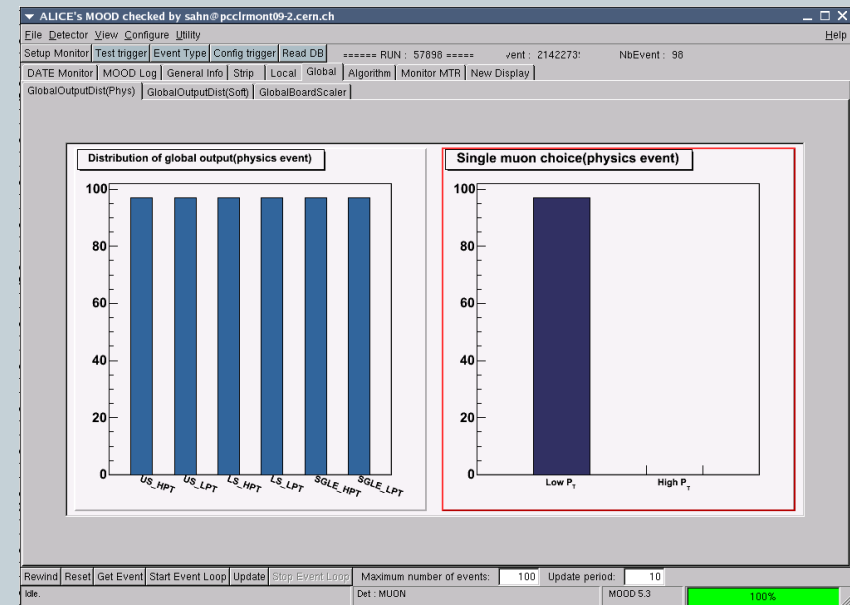 ALICE's MOOD checked by sahn@pcclrmont09-2.cern.ch
File Detector View Configure Utility Help
Setup Monitor Test trigger Event Type Config trigger Read DB ====== RUN : 57898 ===== vent : 2142273 NbEvent : 98
DATE Monitor MOOD Log General Info Strip Local Global Algorithm Monitor MTR New Display
GlobalOutputDist(Phys) GlobalOutputDist(Soft) GlobalBoardScaler
Distribution of global output(physics event)
100
80
60
40
20
0
US_HPT US_LPT LS_HPT LS_LPT SGLE_HPT SGLE_LPT
Single muon choice(physics event)
100
80
60
40
20
0
Low PT High PT
Rewind Reset Get Event Start Event Loop Update Stop Event Loop Maximum number of events: 100 Update period: 10
Idle. Det : MUON MOOD 5.3 100%